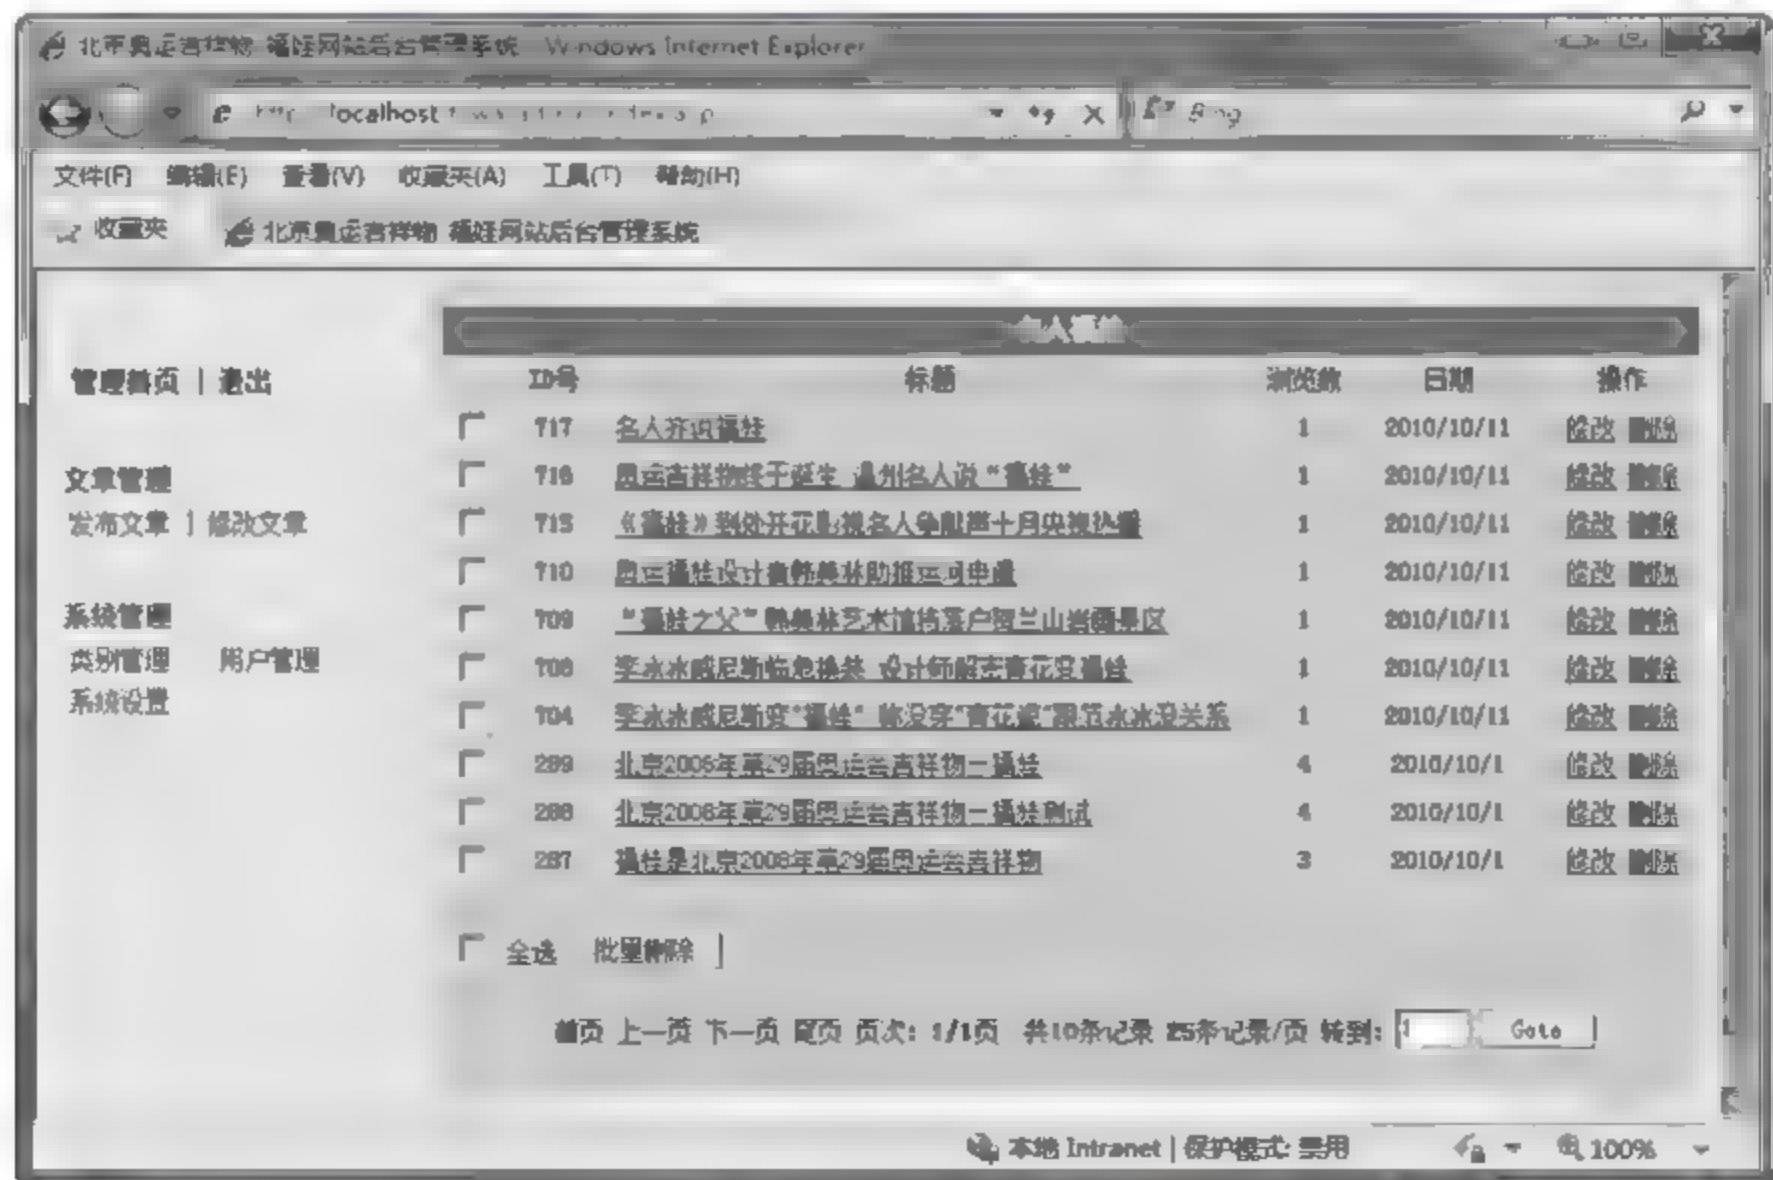 北京奥运吉祥物 福娃网站后台管理系统 Windows Internet Explorer
localhost
Bing
文件(F) 编辑(E) 查看(V) 收藏夹(A) 工具(T) 帮助(H)
收藏夹 北京奥运吉祥物 福娃网站后台管理系统
名人福娃
管理首页 | 退出
ID号 标题 浏览数 日期 操作
717 名人齐说福娃 1 2010/10/11 修改 删除
文章管理
716 奥运吉祥物终于诞生 温州名人说“福娃” 1 2010/10/11 修改 删除
发布文章 | 修改文章
715 《福娃》到处开花影视名人争献声十月央视热播 1 2010/10/11 修改 删除
710 奥运福娃设计者韩美林助推运河申遗 1 2010/10/11 修改 删除
系统管理
709 “福娃之父”韩美林艺术馆将落户贺兰山岩画景区 1 2010/10/11 修改 删除
类别管理 用户管理
李冰冰威尼斯临危换装 设计师解密青花变福娃 1 2010/10/11 修改 删除
系统设置
704 李冰冰威尼斯变“福娃” 称没穿“青花瓷”跟范冰冰没关系 1 2010/10/11 修改 删除
289 北京2008年第29届奥运会吉祥物—福娃 4 2010/10/1 修改 删除
288 北京2008年第29届奥运会吉祥物—福娃测试 4 2010/10/1 修改 删除
287 福娃是北京2008年第29届奥运会吉祥物 3 2010/10/1 修改 删除
全选 批量删除
首页 上一页 下一页 尾页 页次: 1/1页 共10条记录 25条记录/页 转到: 1 Goto
本地 Intranet | 保护模式: 禁用 100%